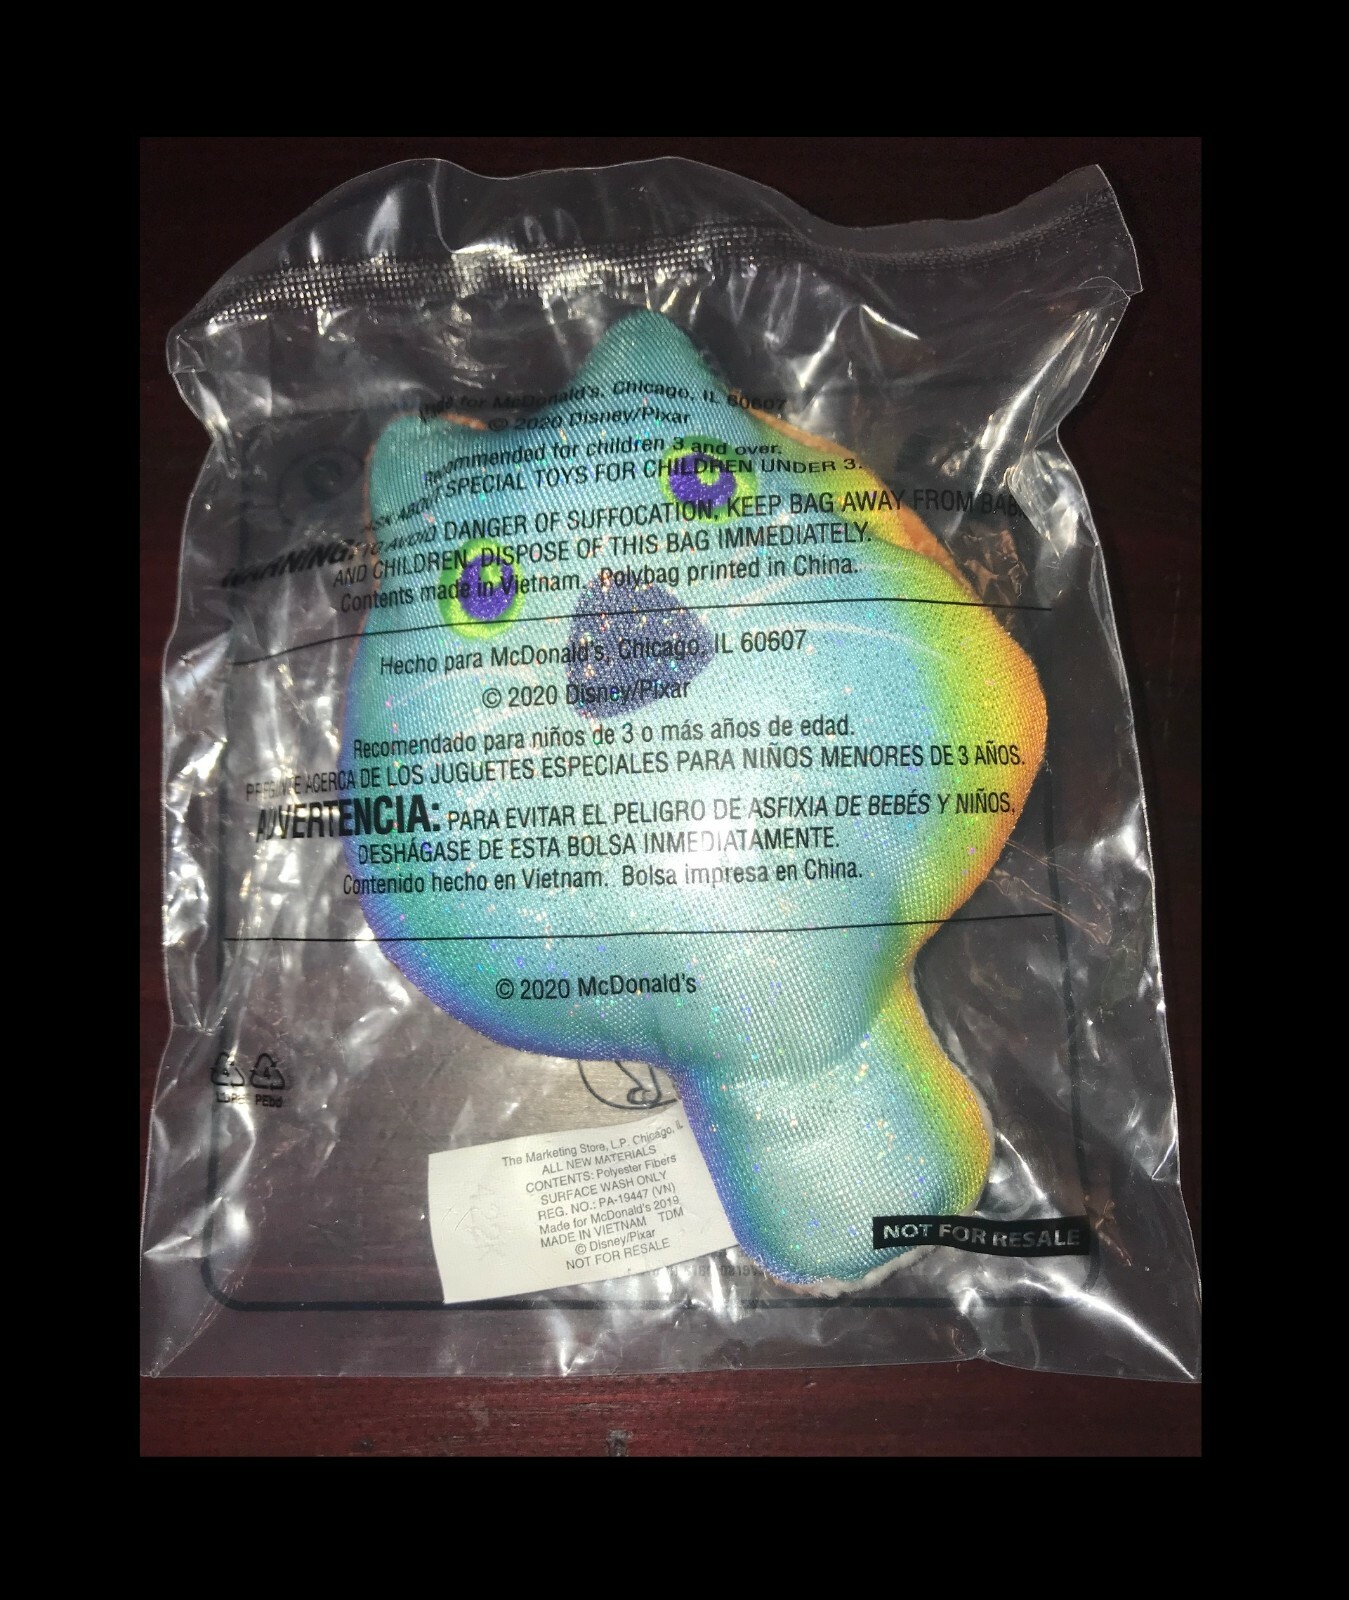 Made for McDonald's, Chicago, IL 60607
© 2020 Disney/Pixar
Recommended for children 3 and over.
ASK ABOUT SPECIAL TOYS FOR CHILDREN UNDER 3.
WARNING: TO AVOID DANGER OF SUFFOCATION, KEEP BAG AWAY FROM
AND CHILDREN. DISPOSE OF THIS BAG IMMEDIATELY.
Contents made in Vietnam. Polybag printed in China.
Hecho para McDonald's, Chicago, IL 60607
© 2020 Disney/Pixar
Recomendado para niños de 3 o más años de edad.
PREGUNTE ACERCA DE LOS JUGUETES ESPECIALES PARA NIÑOS MENORES DE 3 AÑOS.
ADVERTENCIA: PARA EVITAR EL PELIGRO DE ASFIXIA DE BEBÉS Y NIÑOS,
DESHÁGASE DE ESTA BOLSA INMEDIATAMENTE.
Contenido hecho en Vietnam. Bolsa impresa en China.
© 2020 McDonald's
4 4
PEbd
The Marketing Store, L.P. Chicago, IL
ALL NEW MATERIALS
CONTENTS: Polyester Fibers
SURFACE WASH ONLY
REG. NO.: PA-19447 (VN)
Made for McDonald's 2019
MADE IN VIETNAM TDM
© Disney/Pixar
NOT FOR RESALE
NOT FOR RESALE